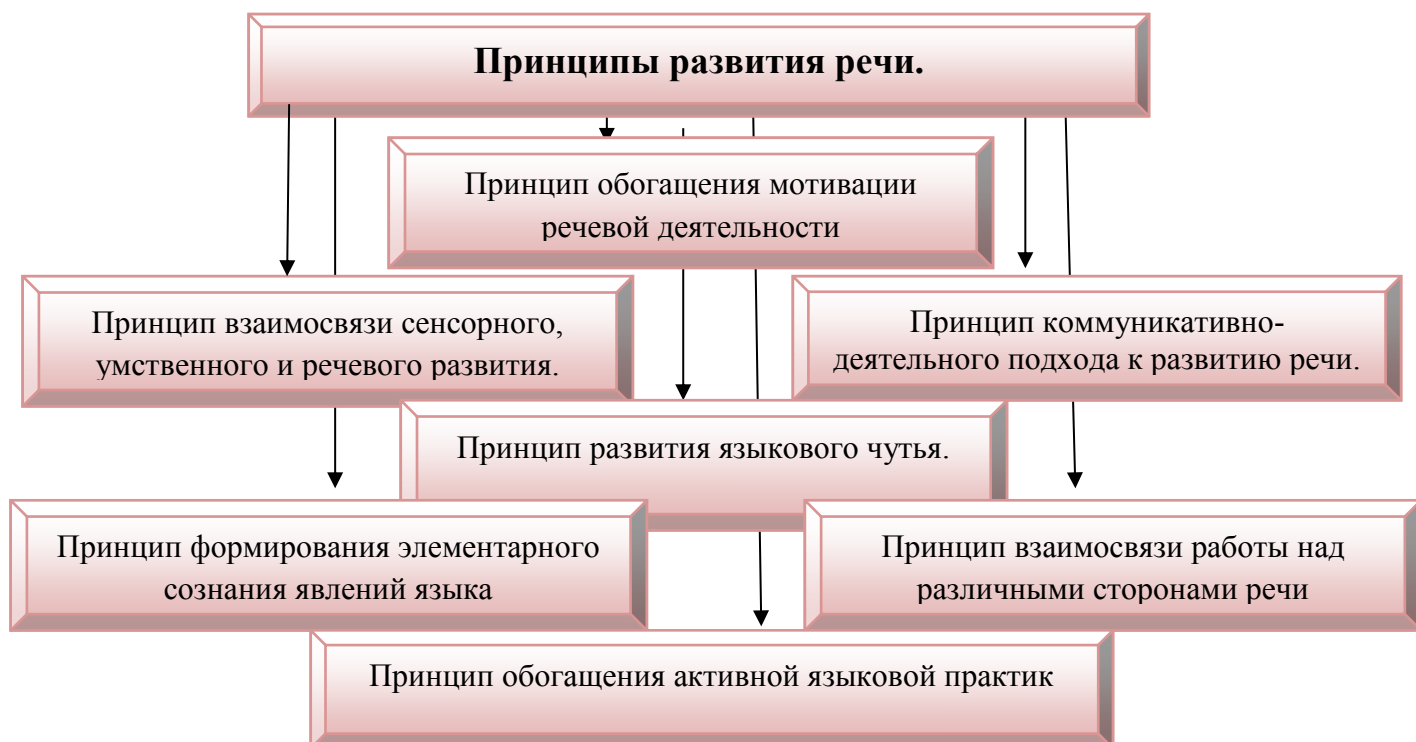 Принципы развития речи.
Принцип обогащения мотивации
речевой деятельности
Принцип взаимосвязи сенсорного,
умственного и речевого развития.
Принцип коммуникативно-
деятельного подхода к развитию речи.
Принцип развития языкового чутья.
Принцип формирования элементарного
сознания явлений языка
Принцип взаимосвязи работы над
различными сторонами речи
Принцип обогащения активной языковой практик